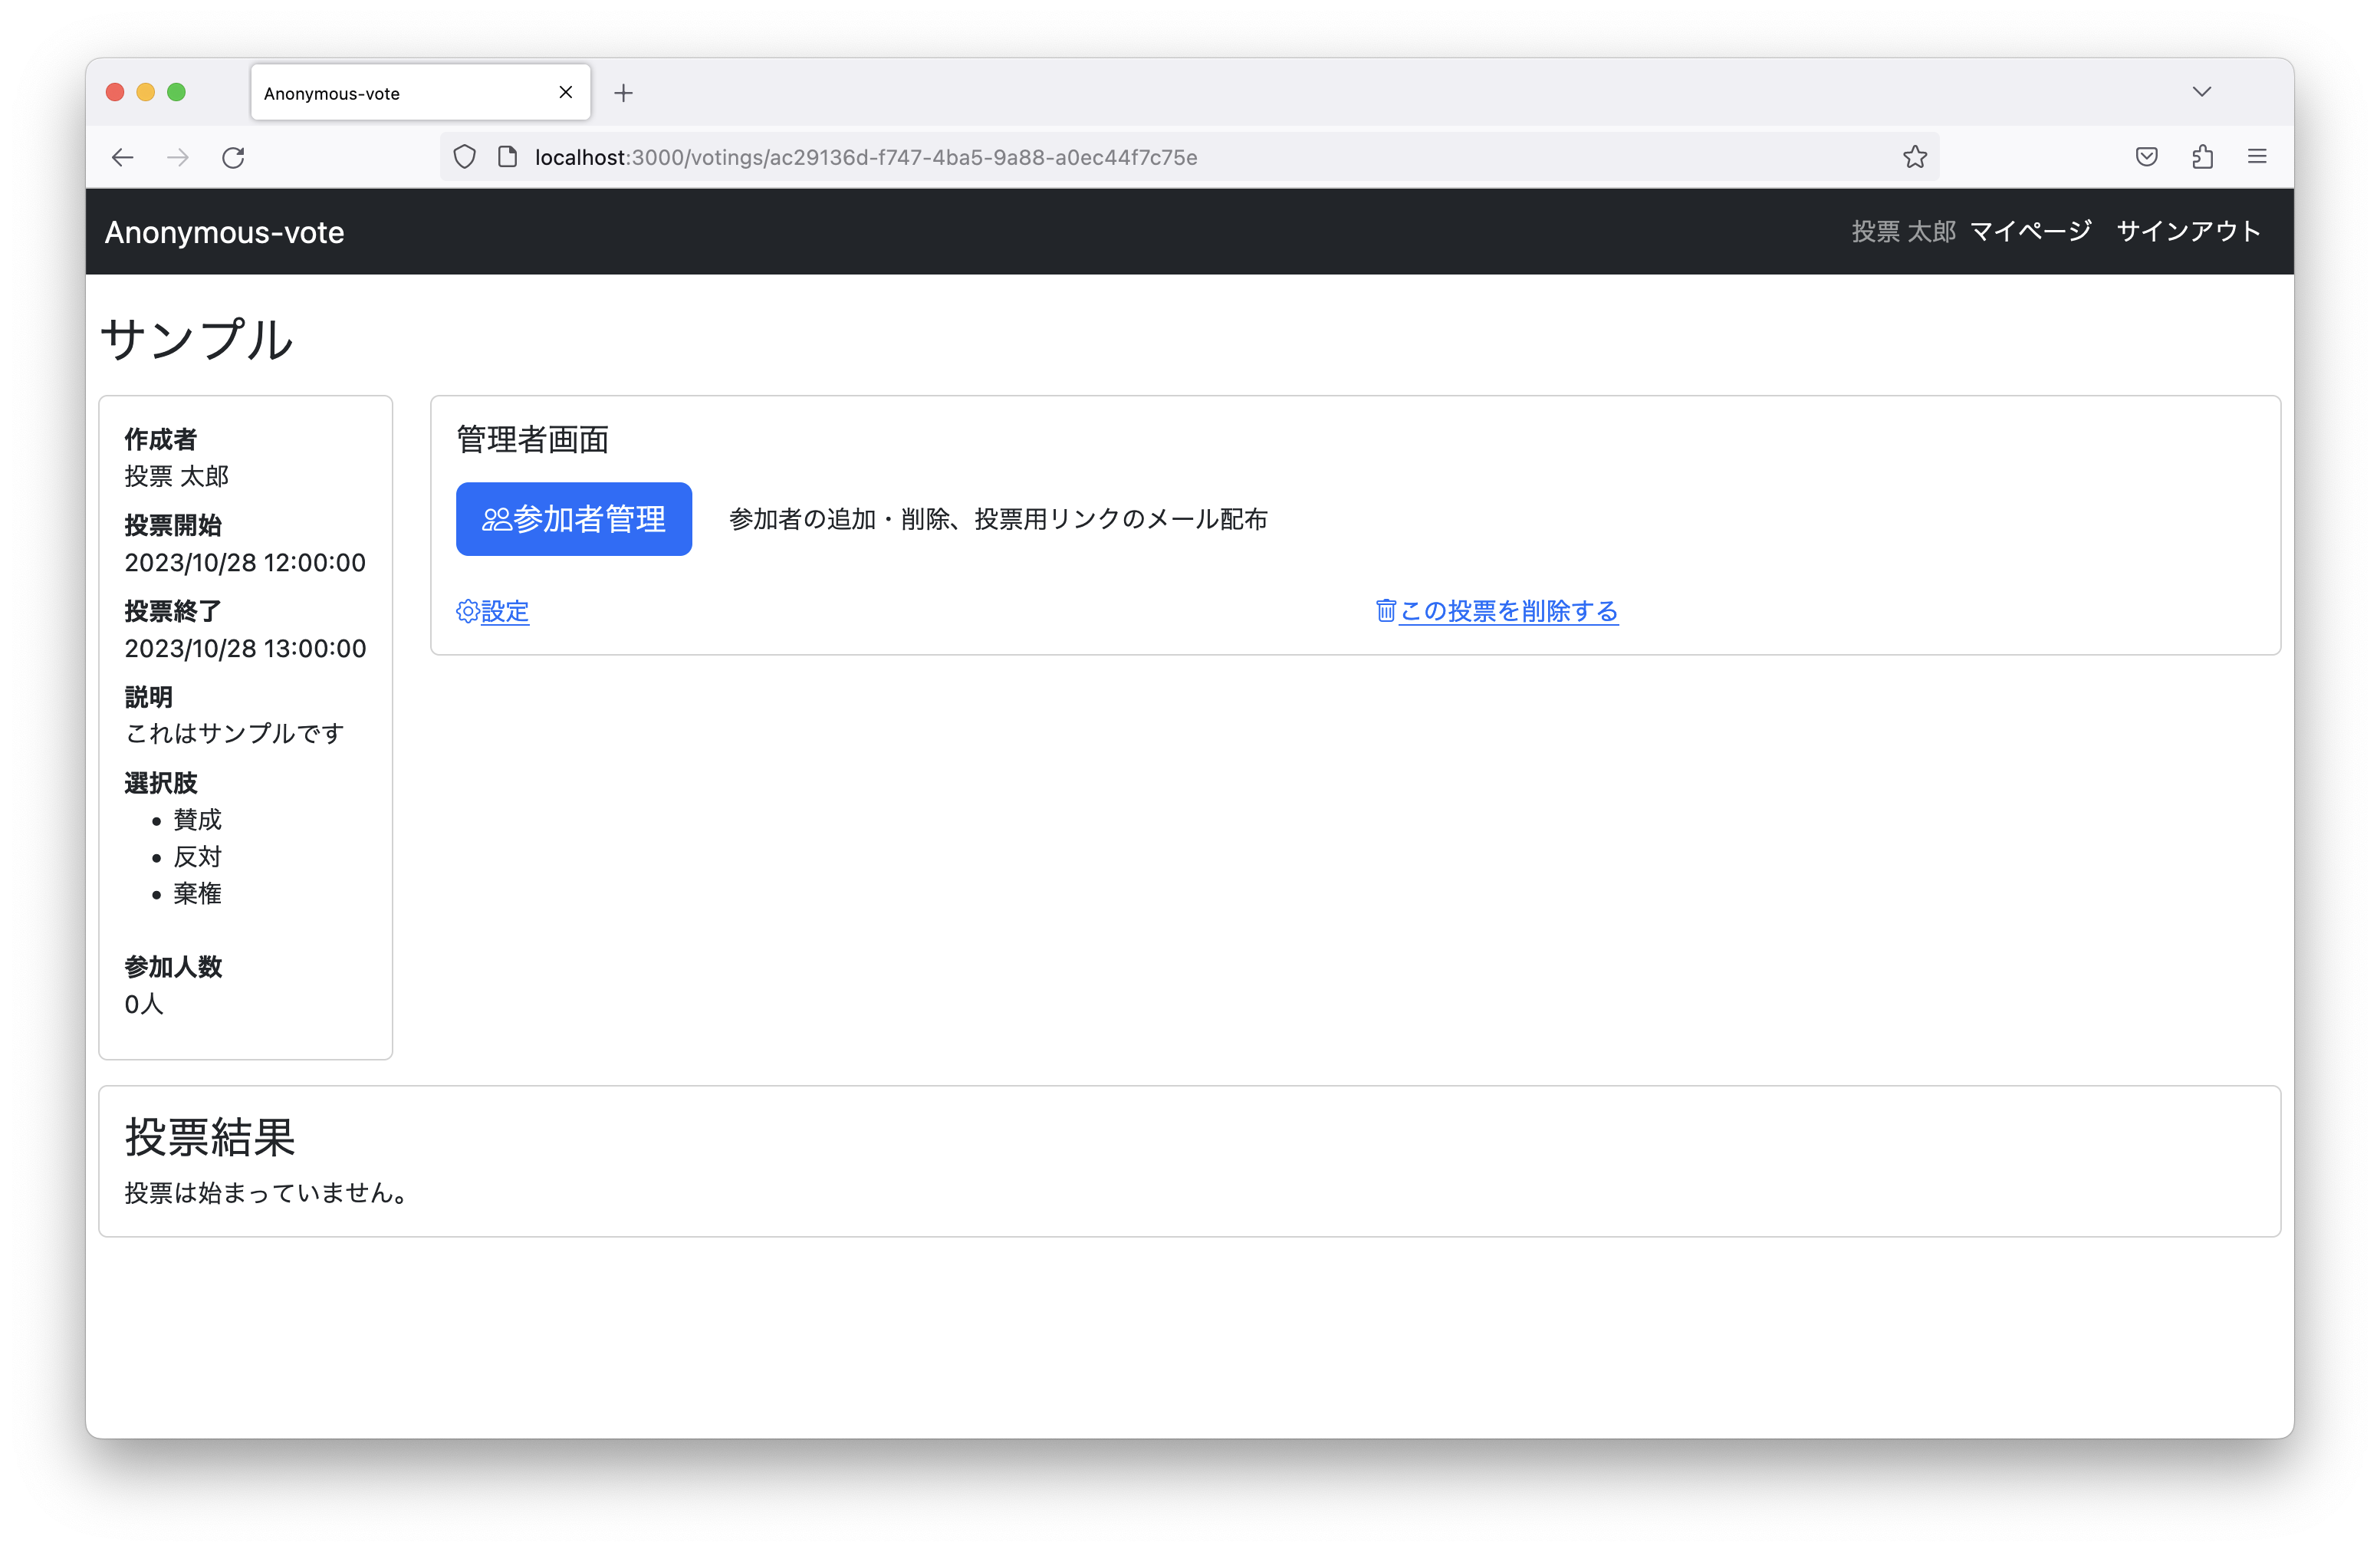 Anonymous-vote
localhost:3000/votings/ac29136d-f747-4ba5-9a88-a0ec44f7c75e
Anonymous-vote
投票 太郎 マイページ サインアウト
サンプル
作成者
投票 太郎
投票開始
2023/10/28 12:00:00
投票終了
2023/10/28 13:00:00
説明
これはサンプルです
選択肢
• 賛成
• 反対
• 棄権
参加人数
0人
管理者画面
参加者管理 参加者の追加・削除、投票用リンクのメール配布
設定 この投票を削除する
投票結果
投票は始まっていません。